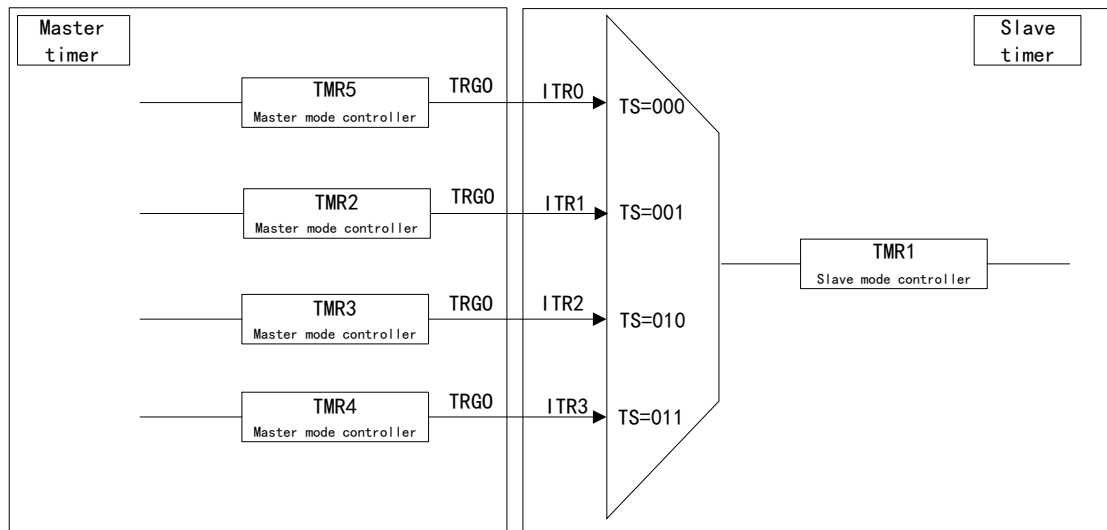 Master
timer
Slave
timer
TMR5
Master mode controller
TRGO
ITR0
TS=000
TMR2
Master mode controller
TRGO
ITR1
TS=001
TMR1
Slave mode controller
TMR3
Master mode controller
TRGO
ITR2
TS=010
TMR4
Master mode controller
TRGO
ITR3
TS=011